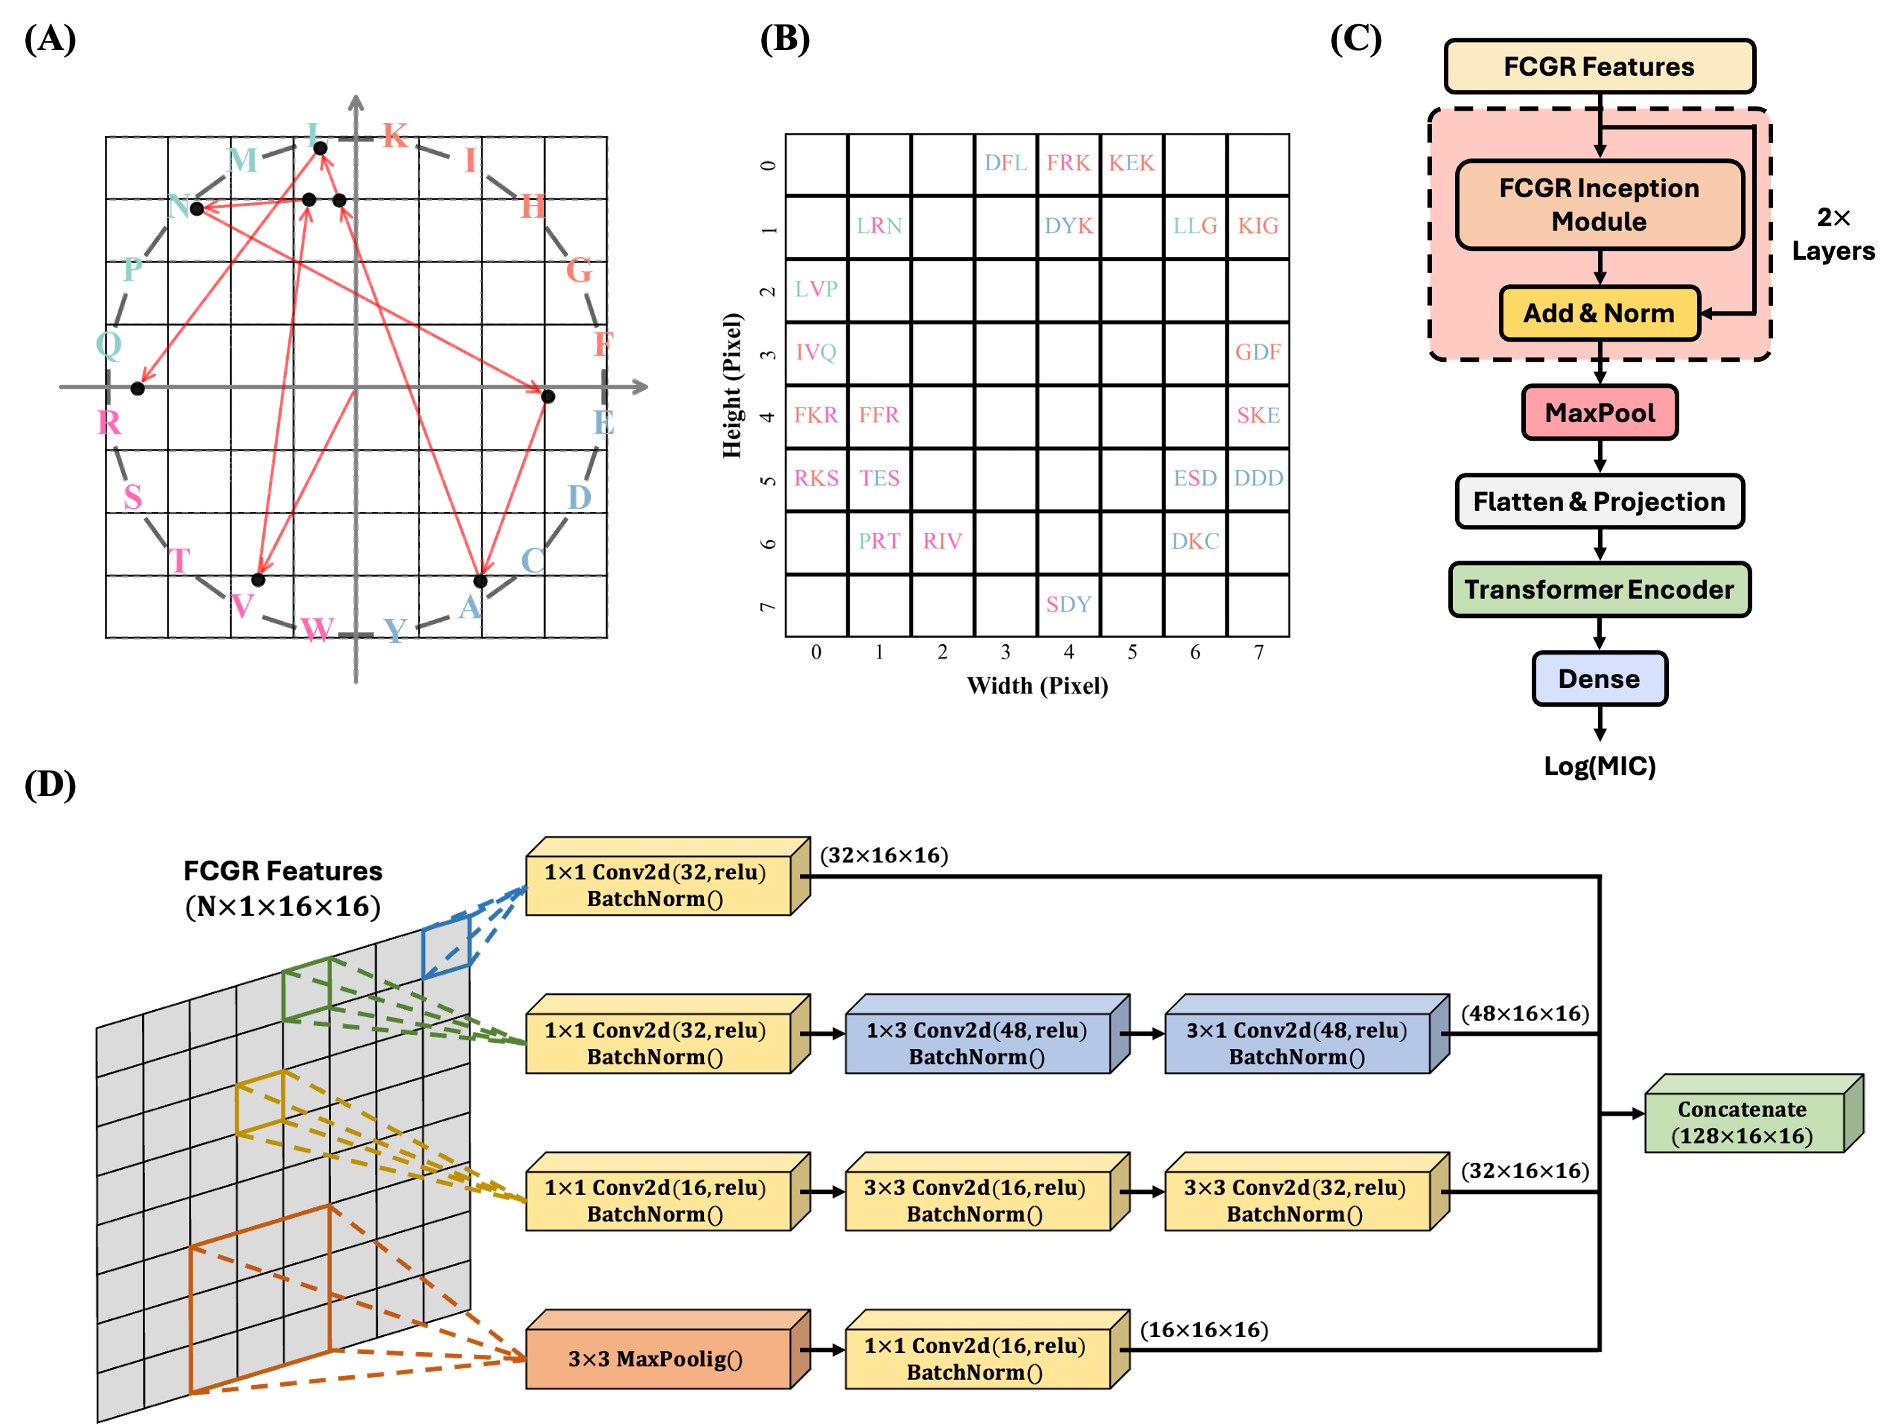 (A)
L
K
M
I
N
H
P
G
Q
F
R
E
S
D
T
C
V
A
W
Y
(B)
Height (Pixel)
0
DFL FRK KEK
1
LRN DYK LLG KIG
2
LVP
3
IVQ GDF
4
FKR FFR SKE
5
RKS TES ESD DDD
6
PRT RIV DKC
7
SDY
0 1 2 3 4 5 6 7
Width (Pixel)
(C)
FCGR Features
FCGR Inception
Module
Add & Norm
2×
Layers
MaxPool
Flatten & Projection
Transformer Encoder
Dense
Log(MIC)
(D)
FCGR Features
(N×1×16×16)
1×1 Conv2d(32,relu)
BatchNorm()
(32×16×16)
1×1 Conv2d(32,relu)
BatchNorm()
1×3 Conv2d(48,relu)
BatchNorm()
3×1 Conv2d(48,relu)
BatchNorm()
(48×16×16)
1×1 Conv2d(16,relu)
BatchNorm()
3×3 Conv2d(16,relu)
BatchNorm()
3×3 Conv2d(32,relu)
BatchNorm()
(32×16×16)
3×3 MaxPoolig()
1×1 Conv2d(16,relu)
BatchNorm()
(16×16×16)
Concatenate
(128×16×16)